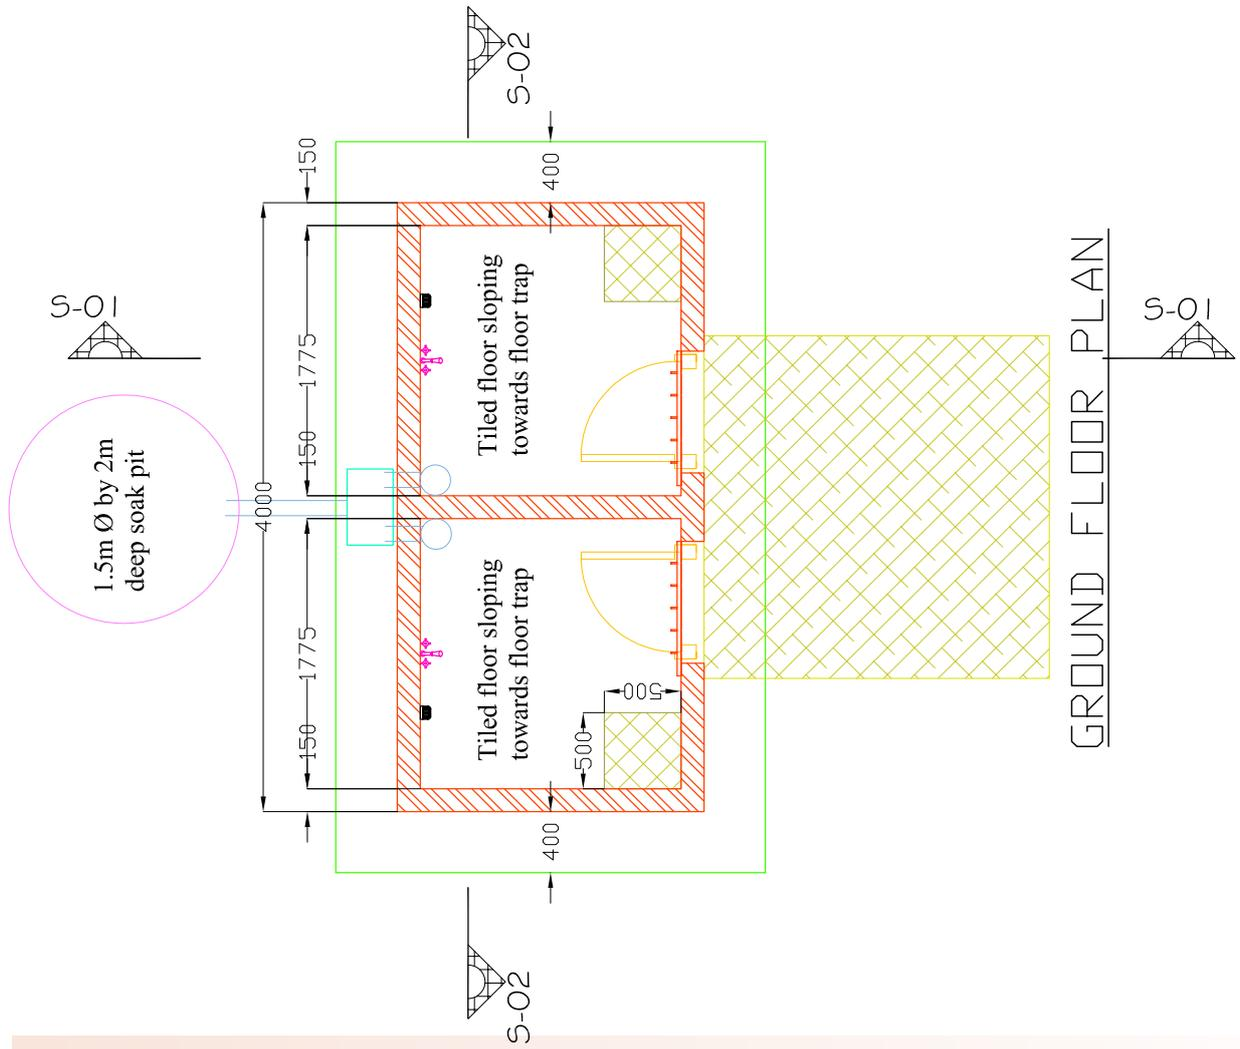 S-02
150
400
S-01
1775
150
4000
1.5m Ø by 2m
deep soak pit
Tiled floor sloping
towards floor trap
GROUND FLOOR PLAN
S-01
1775
150
Tiled floor sloping
towards floor trap
500
500
400
S-02